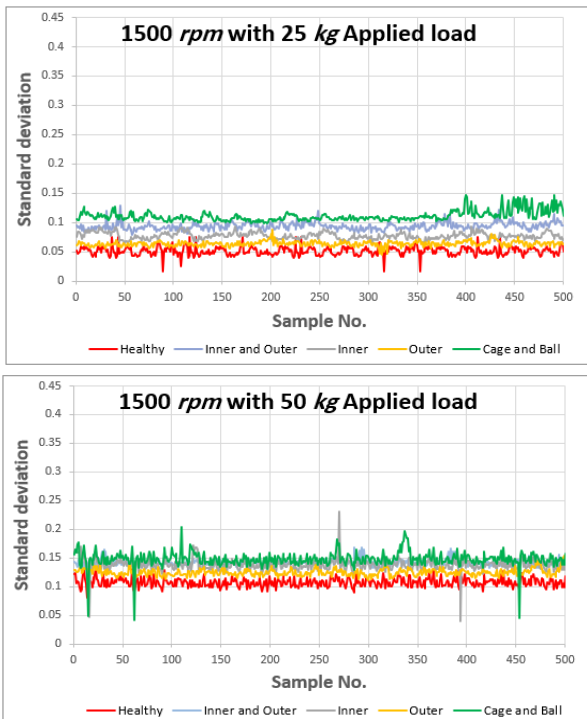 1500 rpm with 25 kg Applied load
0.45
0.4
0.35
0.3
0.25
0.2
0.15
0.1
0.05
0
Standard deviation
0 50 100 150 200 250 300 350 400 450 500
Sample No.
Healthy Inner and Outer Inner Outer Cage and Ball
1500 rpm with 50 kg Applied load
0.45
0.4
0.35
0.3
0.25
0.2
0.15
0.1
0.05
0
Standard deviation
0 50 100 150 200 250 300 350 400 450 500
Sample No.
Healthy Inner and Outer Inner Outer Cage and Ball